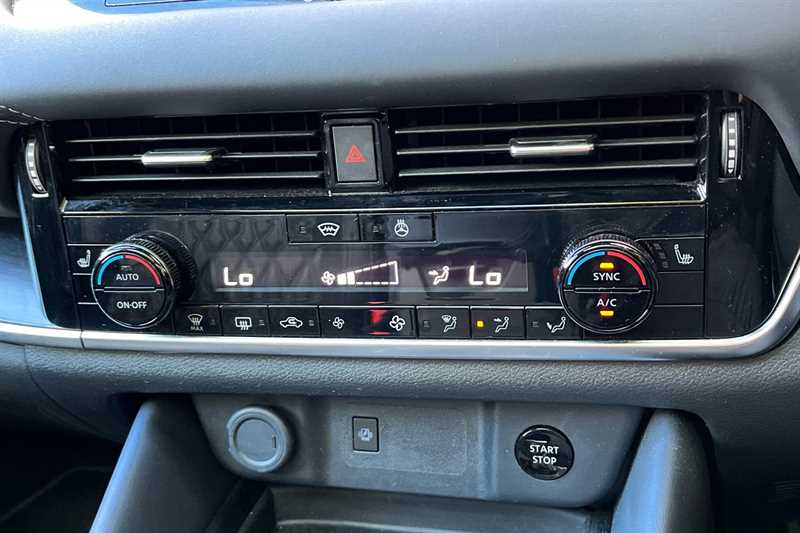 Lo
Lo
AUTO
ON·OFF
SYNC
A/C
MAX
START
STOP